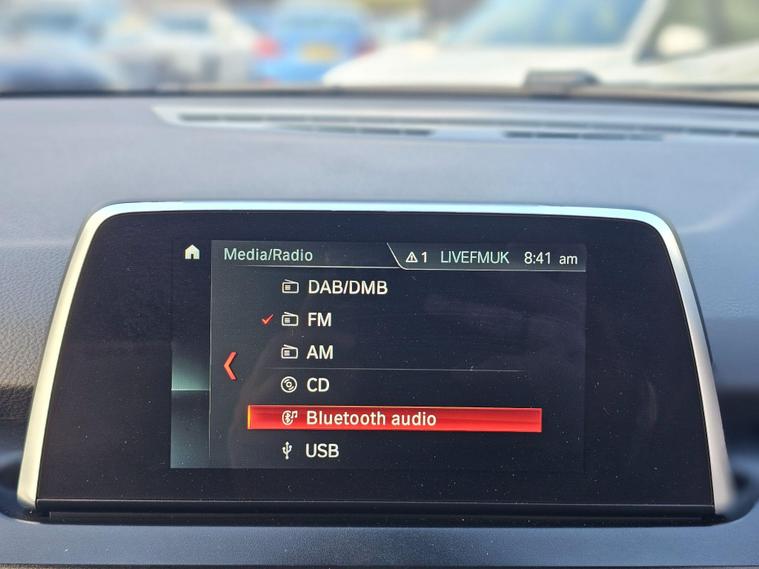 Media/Radio 1 LIVEFMUK 8:41 am
DAB/DMB
FM
AM
CD
Bluetooth audio
USB